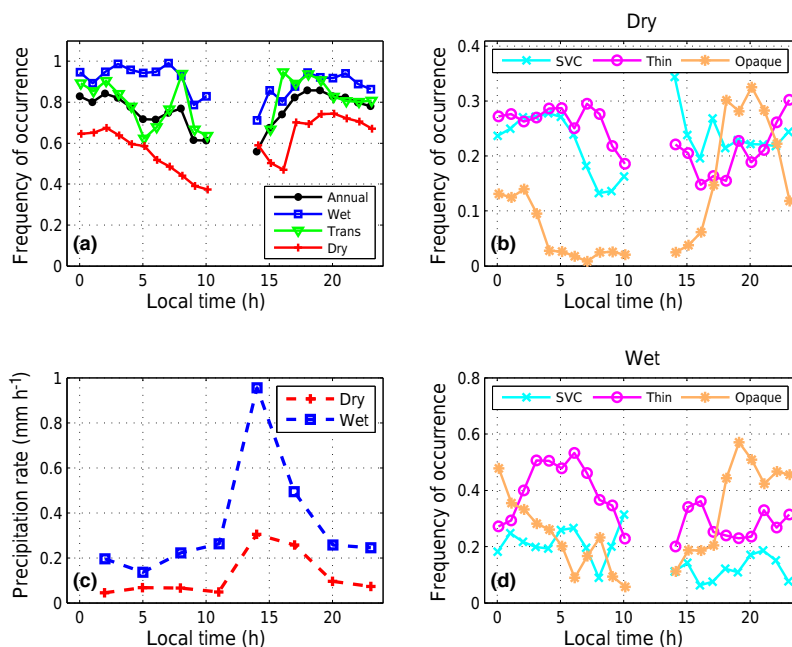 Frequency of occurrence
1
0.8
0.6
0.4
0.2
0
(a)
Annual
Wet
Trans
Dry
0 5 10 15 20
Local time (h)
Dry
Frequency of occurrence
0.4
0.3
0.2
0.1
0
SVC Thin Opaque
(b)
0 5 10 15 20
Local time (h)
Precipitation rate (mm h-1)
1
0.8
0.6
0.4
0.2
0
Dry
Wet
(c)
0 5 10 15 20
Local time (h)
Wet
Frequency of occurrence
0.8
0.6
0.4
0.2
0
SVC Thin Opaque
(d)
0 5 10 15 20
Local time (h)